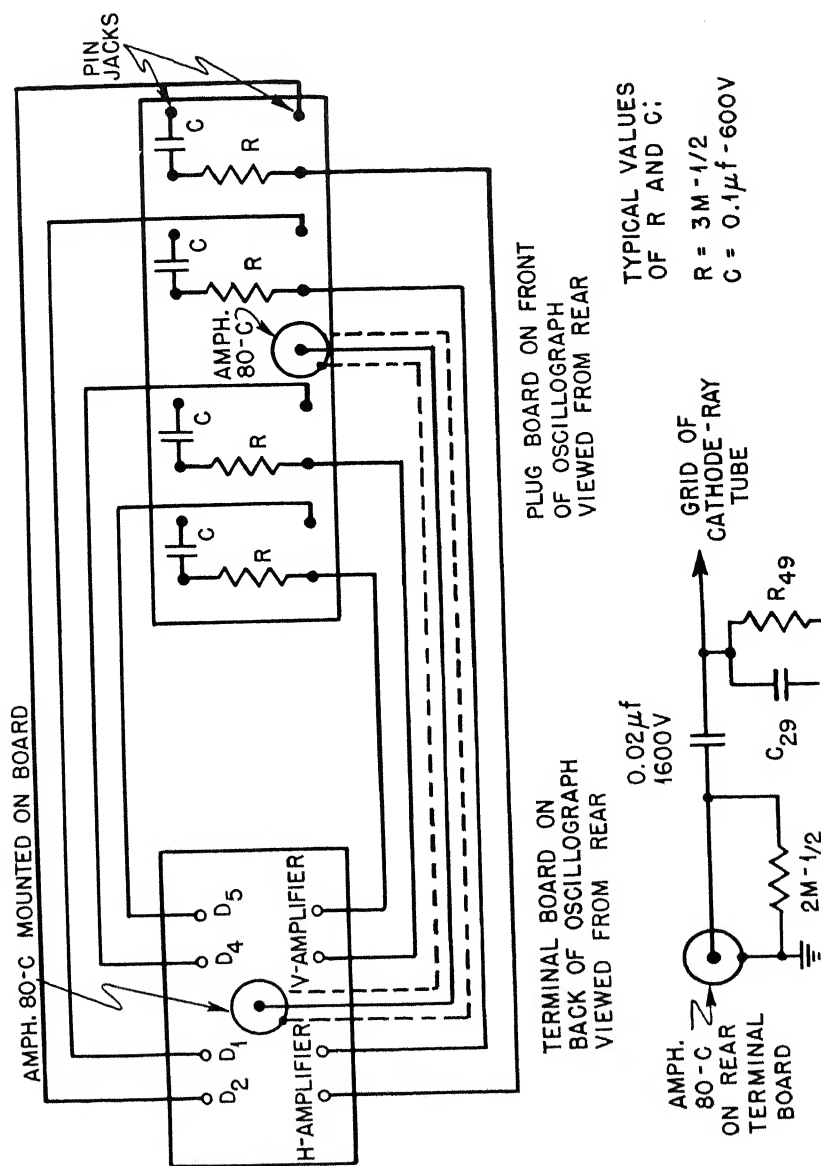 AMPH. 80-C MOUNTED ON BOARD
PIN
JACKS
C
R
C
R
AMPH.
80-C
C
R
C
R
D2
D1
D4
D5
H-AMPLIFIER
V-AMPLIFIER
TERMINAL BOARD ON
BACK OF OSCILLOGRAPH
VIEWED FROM REAR
PLUG BOARD ON FRONT
OF OSCILLOGRAPH
VIEWED FROM REAR
TYPICAL VALUES
OF R AND C:
R = 3M-1/2
C = 0.1µf-600V
AMPH.
80-C
ON REAR
TERMINAL
BOARD
2M-1/2
0.02µf
1600V
C29
R49
GRID OF
CATHODE-RAY
TUBE